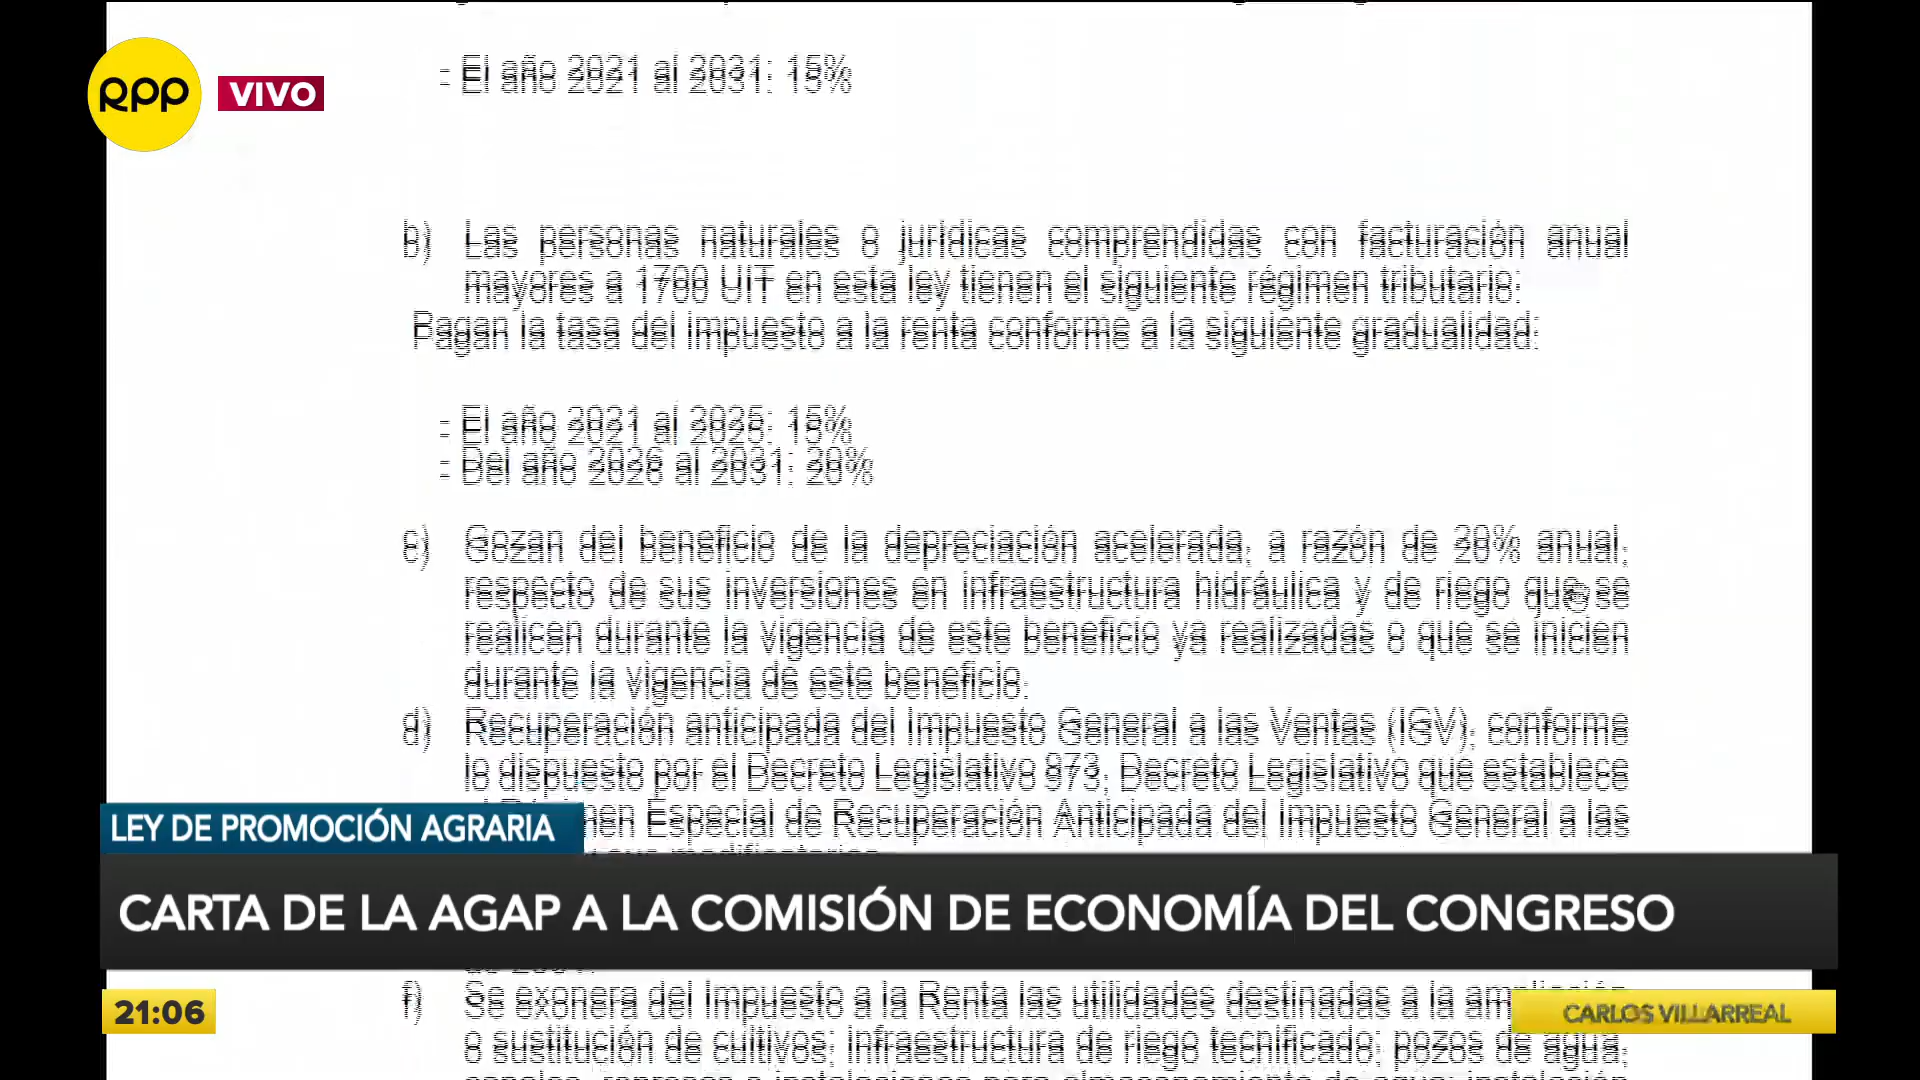 rpp
VIVO
- El año 2021 al 2031: 15%
b) Las personas naturales o jurídicas comprendidas con facturación anual
mayores a 1700 UIT en esta ley tienen el siguiente régimen tributario:
Pagan la tasa del impuesto a la renta conforme a la siguiente gradualidad:
- El año 2021 al 2025: 15%
- Del año 2026 al 2031: 20%
c) Gozan del beneficio de la depreciación acelerada, a razón de 20% anual,
respecto de sus inversiones en infraestructura hidráulica y de riego que se
realicen durante la vigencia de este beneficio ya realizadas o que se inicien
durante la vigencia de este beneficio.
d) Recuperación anticipada del Impuesto General a las Ventas (IGV), conforme
lo dispuesto por el Decreto Legislativo 973, Decreto Legislativo que establece
Especial de Recuperación Anticipada del Impuesto General a las
LEY DE PROMOCIÓN AGRARIA
CARTA DE LA AGAP A LA COMISIÓN DE ECONOMÍA DEL CONGRESO
f) Se exonera del Impuesto a la Renta las utilidades destinadas a la ampliación
o sustitución de cultivos; infraestructura de riego tecnificado; pozos de agua,
21:06
CARLOS VILLARREAL